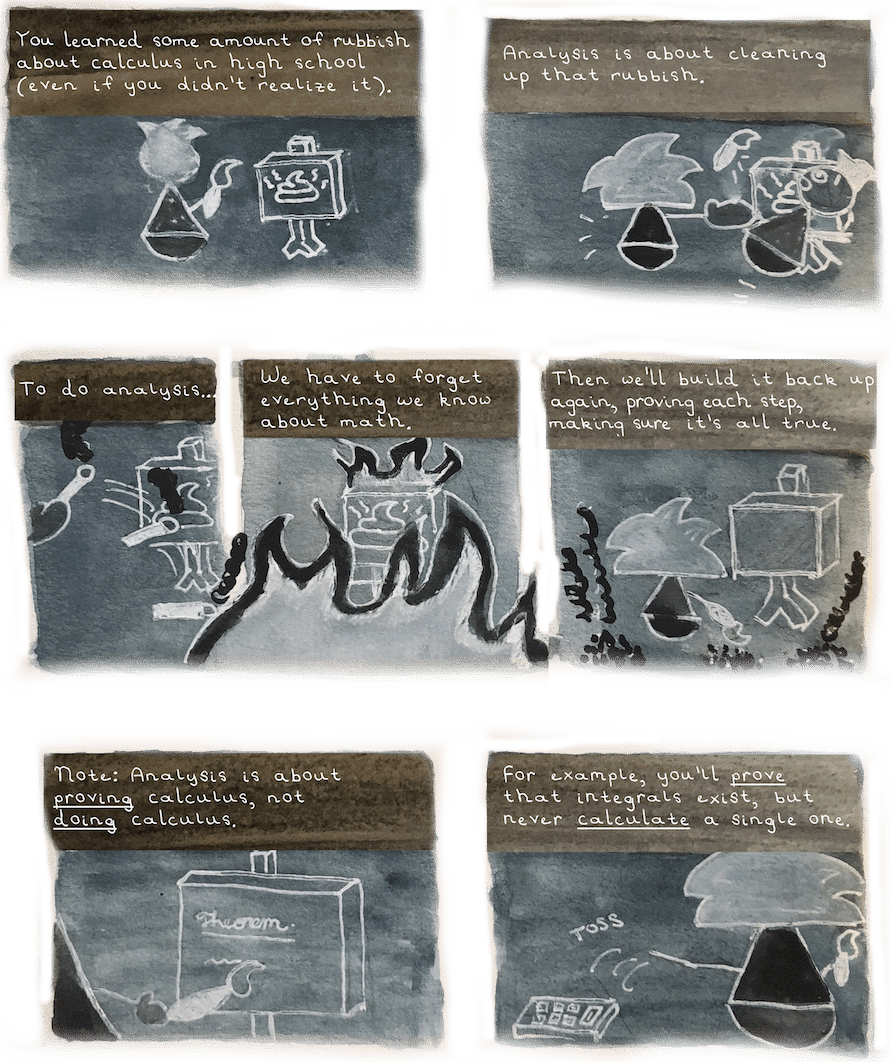 You learned some amount of rubbish
about calculus in high school
(even if you didn't realize it).
Analysis is about cleaning
up that rubbish.
To do analysis...
We have to forget
everything we know
about math.
Then we'll build it back up
again, proving each step,
making sure it's all true.
Note: Analysis is about
proving calculus, not
doing calculus.
Theorem.
For example, you'll prove
that integrals exist, but
never calculate a single one.
TOSS